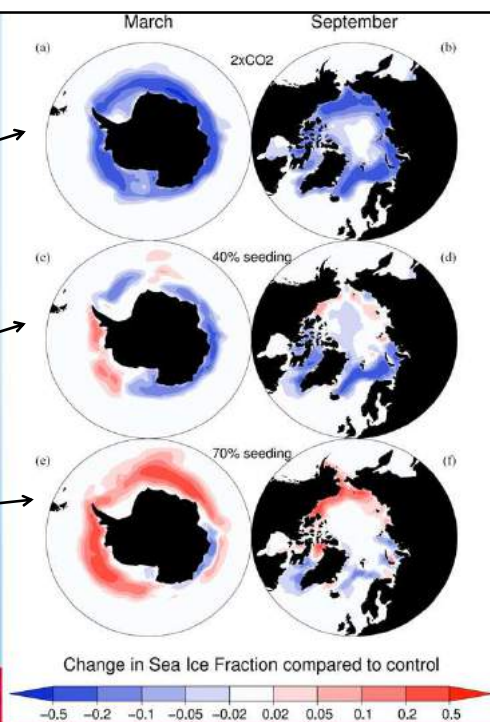 March September
(a) (b)
2xCO2
(c) (d)
40% seeding
(e) (f)
70% seeding
Change in Sea Ice Fraction compared to control
−0.5 −0.2 −0.1 −0.05 −0.02 0.02 0.05 0.1 0.2 0.5